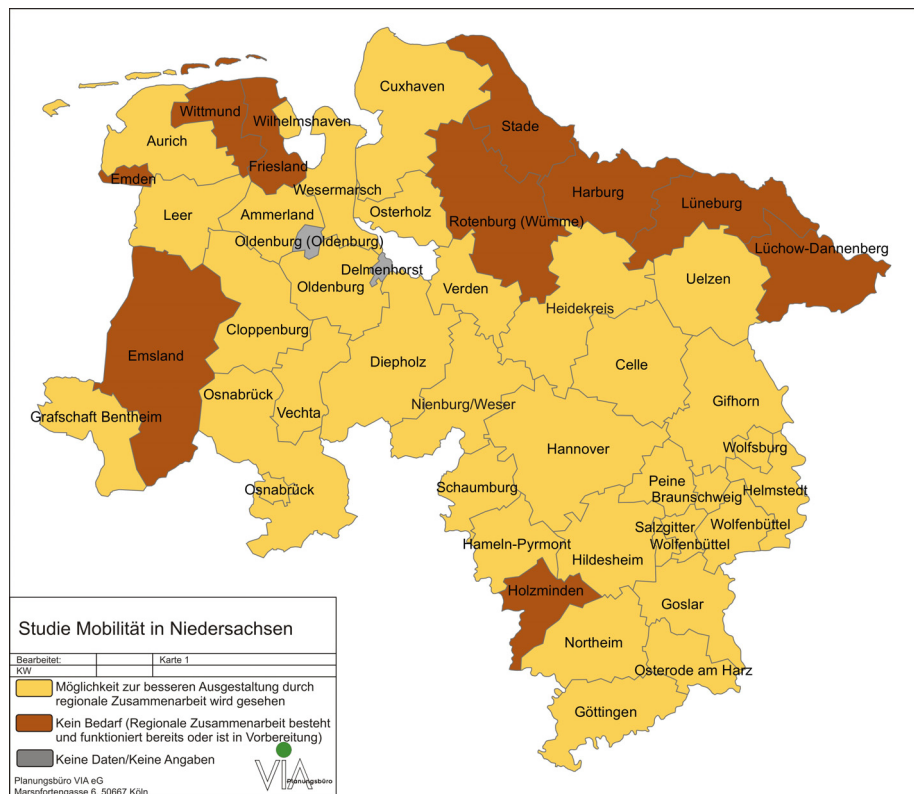 Cuxhaven
Wittmund
Wilhelmshaven
Stade
Aurich
Friesland
Emden
Wesermarsch
Harburg
Lüneburg
Leer
Ammerland
Osterholz
Rotenburg (Wümme)
Oldenburg (Oldenburg)
Lüchow-Dannenberg
Delmenhorst
Uelzen
Oldenburg
Verden
Heidekreis
Cloppenburg
Emsland
Diepholz
Celle
Osnabrück
Gifhorn
Grafschaft Bentheim
Vechta
Nienburg/Weser
Hannover
Wolfsburg
Peine
Schaumburg
Osnabrück
Braunschweig
Helmstedt
Salzgitter
Wolfenbüttel
Hameln-Pyrmont
Wolfenbüttel
Hildesheim
Holzminden
Goslar
Northeim
Osterode am Harz
Göttingen
Studie Mobilität in Niedersachsen
Bearbeitet: Karte 1
KW
Möglichkeit zur besseren Ausgestaltung durch
regionale Zusammenarbeit wird gesehen
Kein Bedarf (Regionale Zusammenarbeit besteht
und funktioniert bereits oder ist in Vorbereitung)
Keine Daten/Keine Angaben
VIA Planungsbüro
Planungsbüro VIA eG
Marspfortengasse 6, 50667 Köln